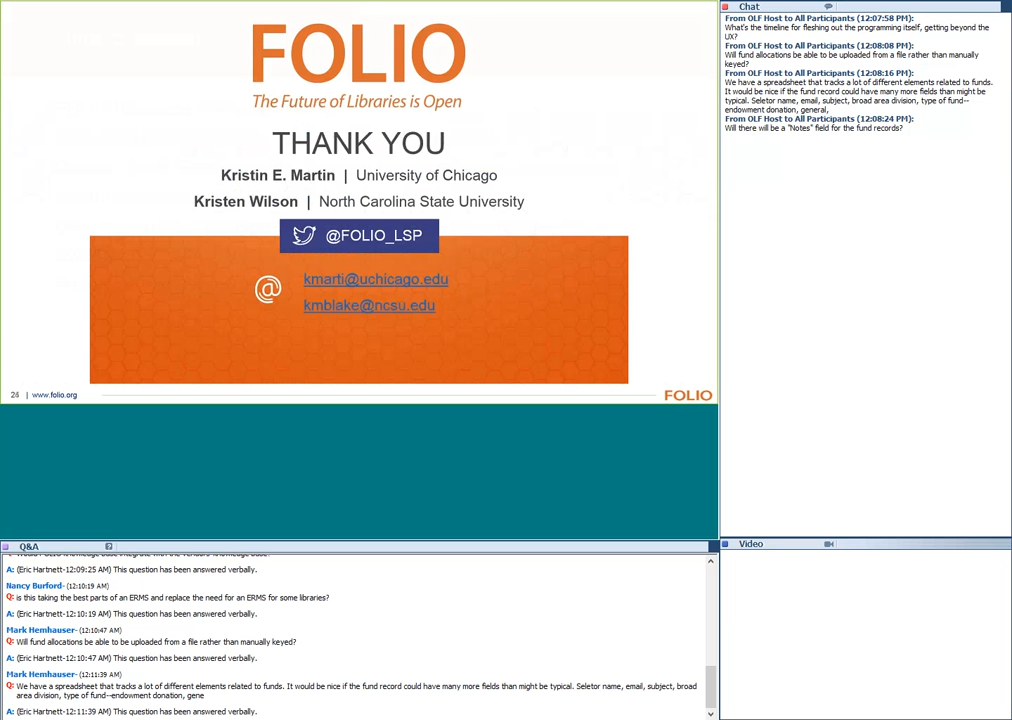 FOLIO
The Future of Libraries is Open
THANK YOU
Kristin E. Martin | University of Chicago
Kristen Wilson | North Carolina State University
@FOLIO_LSP
@
kmarti@uchicago.edu
kmblake@ncsu.edu
| www.folio.org
FOLIO
Chat
From OLF Host to All Participants (12:07:58 PM):
What's the timeline for fleshing out the programming itself, getting beyond the
UX?
From OLF Host to All Participants (12:08:08 PM):
Will fund allocations be able to be uploaded from a file rather than manually
keyed?
From OLF Host to All Participants (12:08:16 PM):
We have a spreadsheet that tracks a lot of different elements related to funds.
It would be nice if the fund record could have many more fields than might be
typical. Seletor name, email, subject, broad area division, type of fund--
endowment donation, general,
From OLF Host to All Participants (12:08:24 PM):
Will there will be a "Notes" field for the fund records?
Q&A
A: (Eric Hartnett-12:09:25 AM) This question has been answered verbally.
Nancy Burford- (12:10:19 AM)
Q: is this taking the best parts of an ERMS and replace the need for an ERMS for some libraries?
A: (Eric Hartnett-12:10:19 AM) This question has been answered verbally.
Mark Hemhauser- (12:10:47 AM)
Q: Will fund allocations be able to be uploaded from a file rather than manually keyed?
A: (Eric Hartnett-12:10:47 AM) This question has been answered verbally.
Mark Hemhauser- (12:11:39 AM)
Q: We have a spreadsheet that tracks a lot of different elements related to funds. It would be nice if the fund record could have many more fields than might be typical. Seletor name, email, subject, broad
area division, type of fund--endowment donation, gene
A: (Eric Hartnett-12:11:39 AM) This question has been answered verbally.
Video